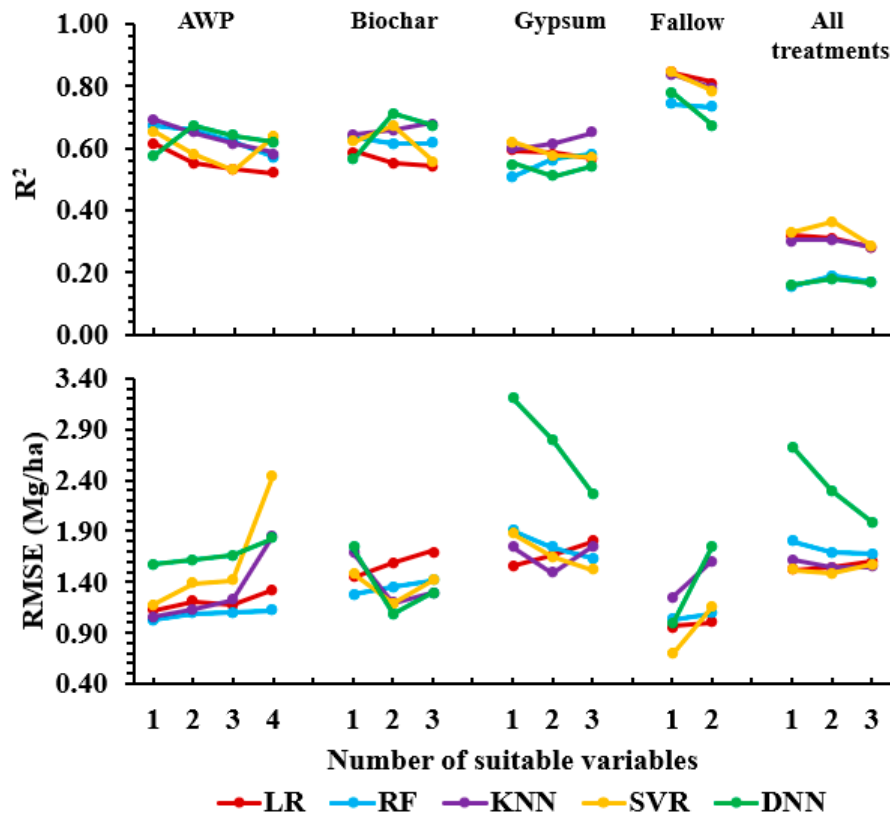 AWP Biochar Gypsum Fallow All treatments
1.00
0.80
0.60
0.40
0.20
0.00
R²
3.40
2.90
2.40
1.90
1.40
0.90
0.40
RMSE (Mg/ha)
1 2 3 4 1 2 3 1 2 3 1 2 1 2 3
Number of suitable variables
LR RF KNN SVR DNN